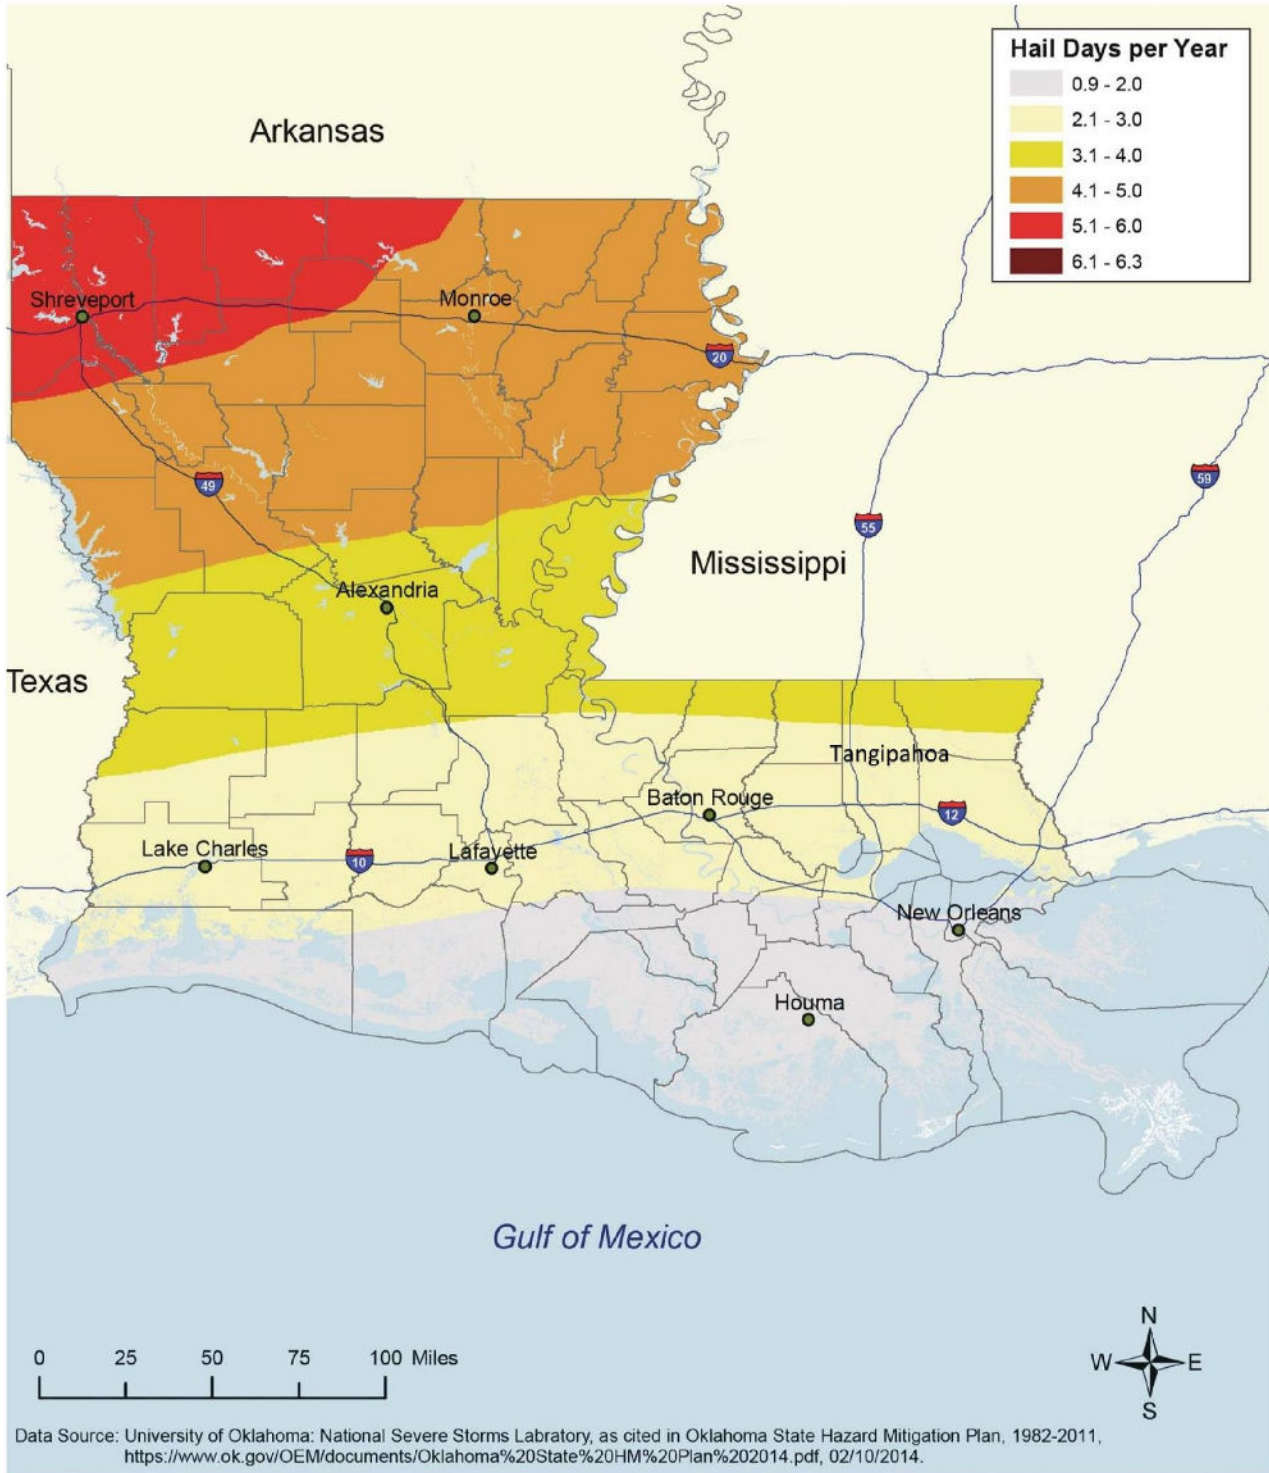 Hail Days per Year
0.9 - 2.0
2.1 - 3.0
3.1 - 4.0
4.1 - 5.0
5.1 - 6.0
6.1 - 6.3
Arkansas
Shreveport
Monroe
20
49
59
55
Mississippi
Alexandria
Texas
Tangipahoa
Baton Rouge
12
Lake Charles
10
Lafayette
New Orleans
Houma
Gulf of Mexico
N
W E
S
0 25 50 75 100 Miles
Data Source: University of Oklahoma: National Severe Storms Labratory, as cited in Oklahoma State Hazard Mitigation Plan, 1982-2011,
https://www.ok.gov/OEM/documents/Oklahoma%20State%20HM%20Plan%202014.pdf, 02/10/2014.